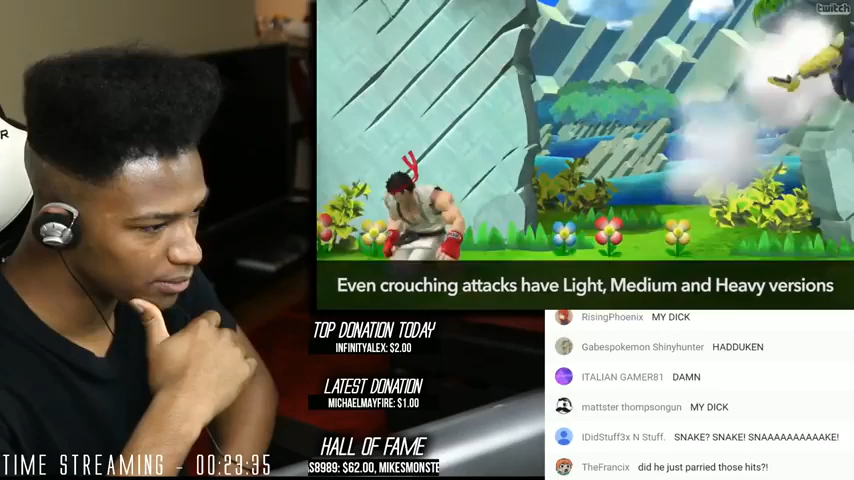 twitch
R
Even crouching attacks have Light, Medium and Heavy versions
TOP DONATION TODAY
INFINITYALEX: $2.00
LATEST DONATION
MICHAELMAYFIRE: $1.00
HALL OF FAME
S8989: $62.00, MIKESMONSTE
TIME STREAMING - 00:23:35
RisingPhoenix MY DICK
Gabespokemon Shinyhunter HADDUKEN
ITALIAN GAMER81 DAMN
mattster thompsongun MY DICK
IDidStuff3x N Stuff. SNAKE? SNAKE! SNAAAAAAAAAAKE!
TheFrancix did he just parried those hits?!